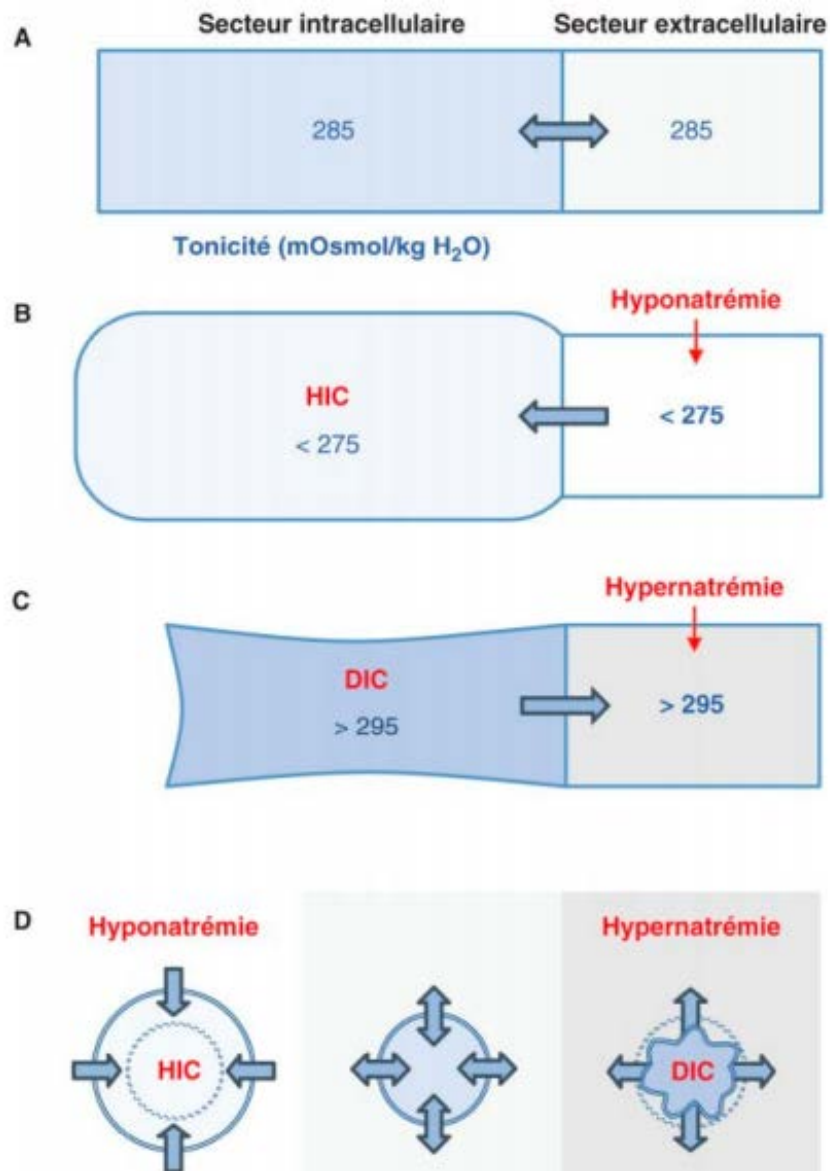 A
Secteur intracellulaire Secteur extracellulaire
285 285
Tonicité (mOsmol/kg H₂O)
B
Hyponatrémie
HIC
< 275 < 275
C
Hypernatrémie
DIC
> 295 > 295
D
Hyponatrémie Hypernatrémie
HIC DIC